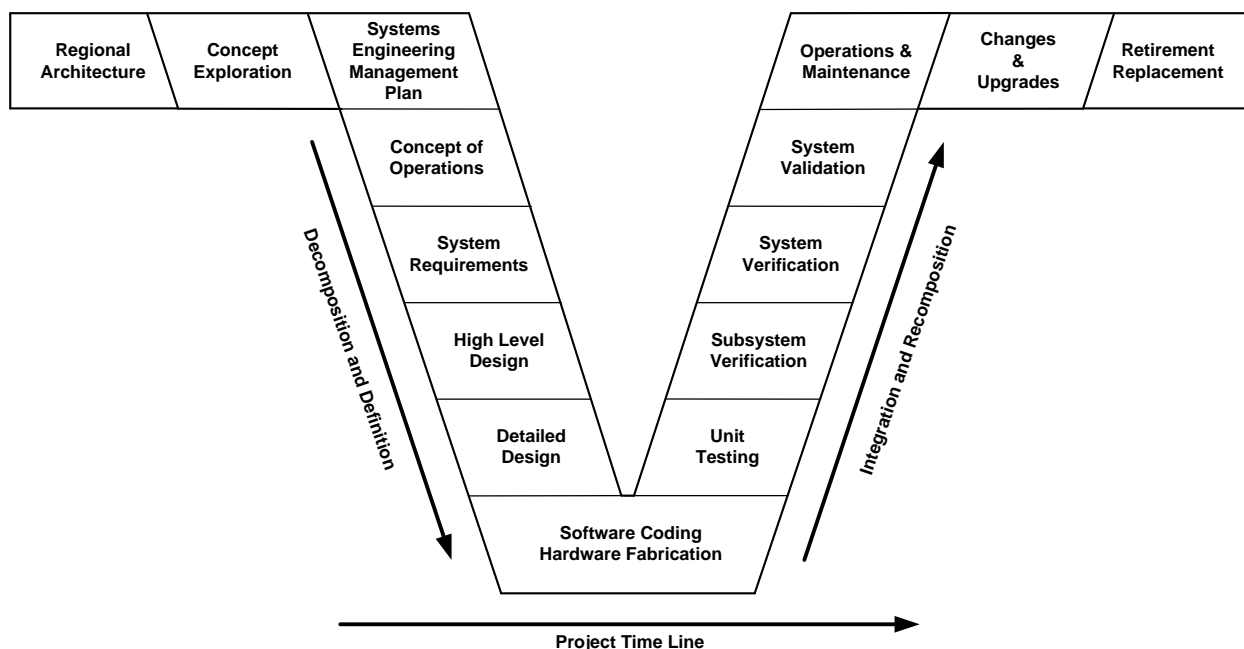 Regional
Architecture
Concept
Exploration
Systems
Engineering
Management
Plan
Operations &
Maintenance
Changes
&
Upgrades
Retirement
Replacement
Concept of
Operations
System
Validation
System
Requirements
System
Verification
High Level
Design
Subsystem
Verification
Detailed
Design
Unit
Testing
Software Coding
Hardware Fabrication
Decomposition and Definition
Integration and Recomposition
Project Time Line